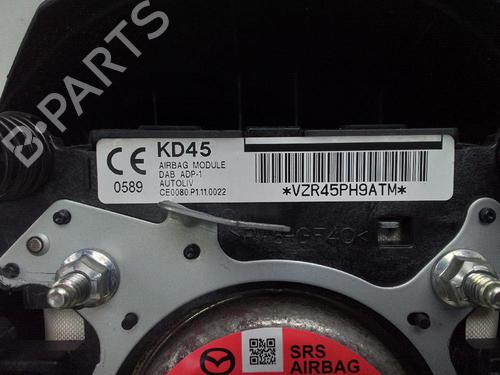 B-PARTS
CE
0589
KD45
AIRBAG MODULE
DAB ADP-1
AUTOLIV
CE0080.P1.11.0022
*VZR45PH9ATM*
SRS
AIRBAG